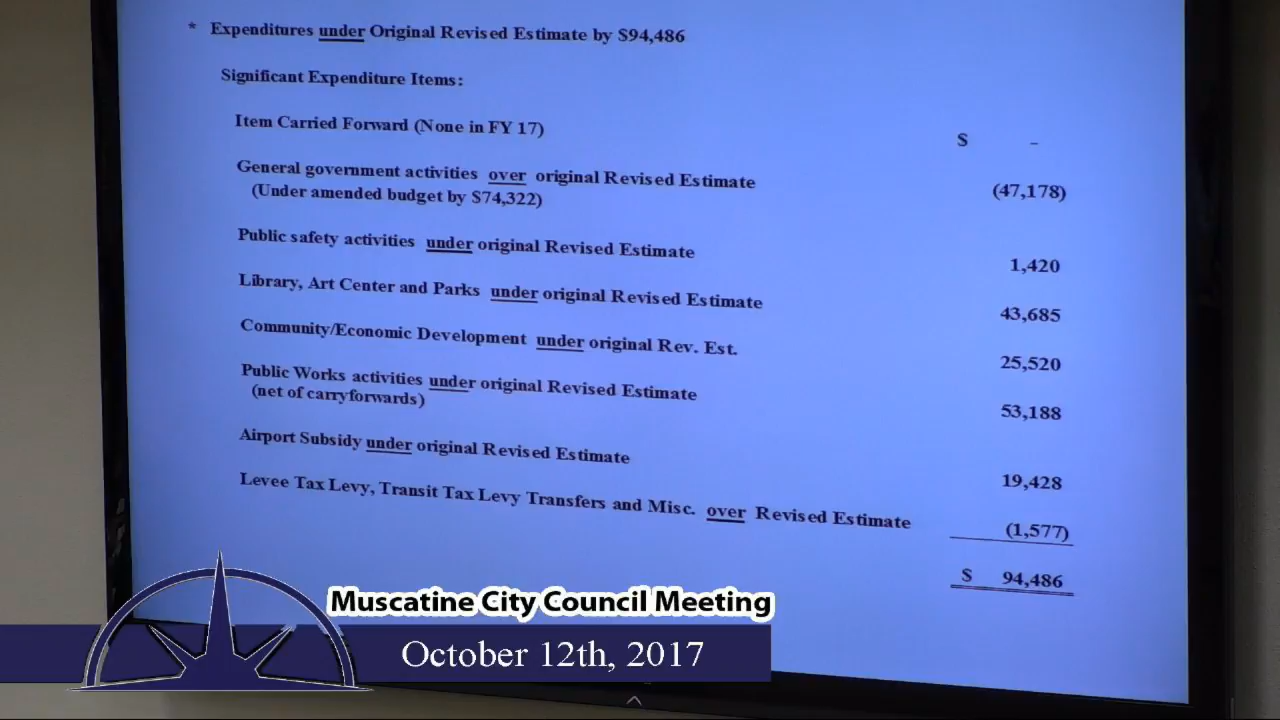 * Expenditures under Original Revised Estimate by $94,486
Significant Expenditure Items:
Item Carried Forward (None in FY 17) $ -
General government activities over original Revised Estimate (47,178)
(Under amended budget by $74,322)
Public safety activities under original Revised Estimate 1,420
Library, Art Center and Parks under original Revised Estimate 43,685
Community/Economic Development under original Rev. Est. 25,520
Public Works activities under original Revised Estimate 53,188
(net of carryforwards)
Airport Subsidy under original Revised Estimate 19,428
Levee Tax Levy, Transit Tax Levy Transfers and Misc. over Revised Estimate (1,577)
$ 94,486
Muscatine City Council Meeting
October 12th, 2017